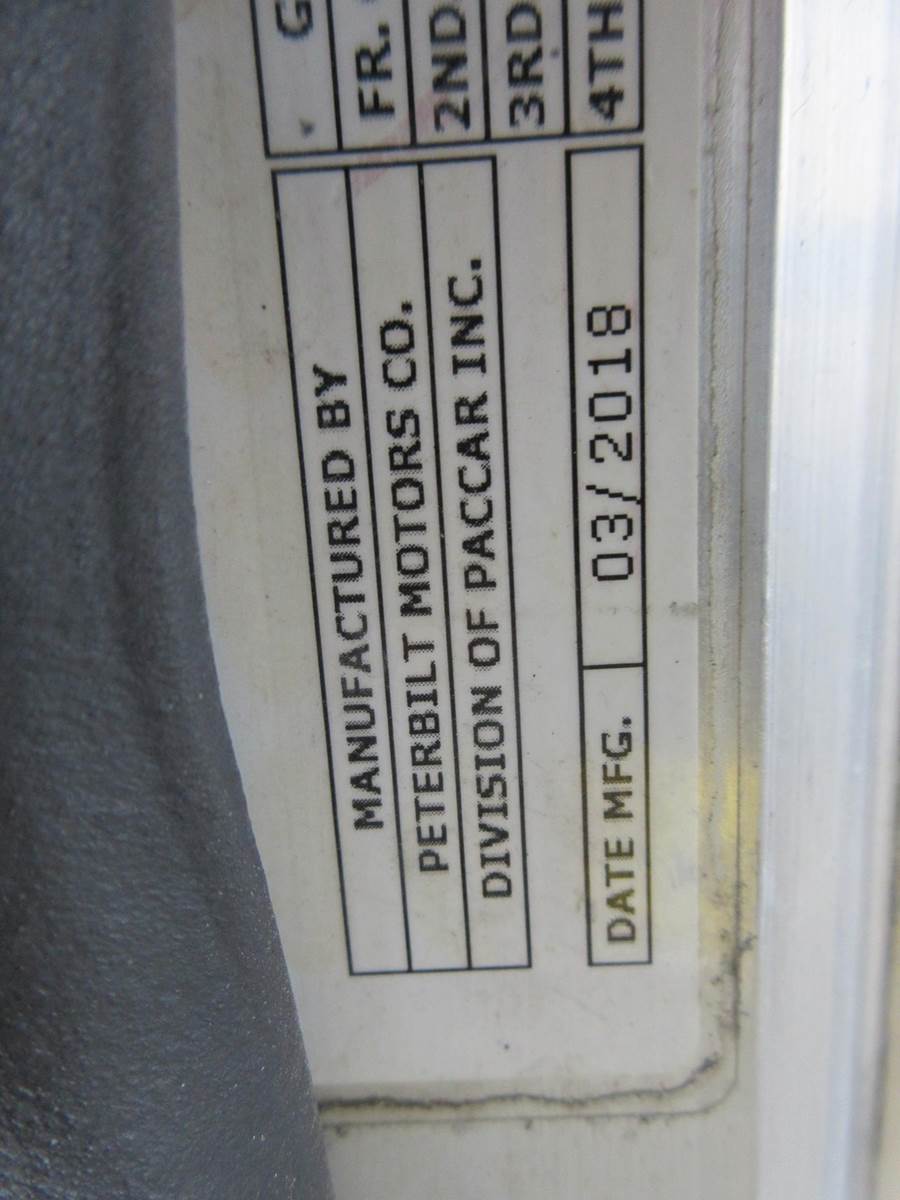 MANUFACTURED BY
PETERBILT MOTORS CO.
DIVISION OF PACCAR INC.
DATE MFG. 03/2018
G
FR.
2ND
3RD
4TH